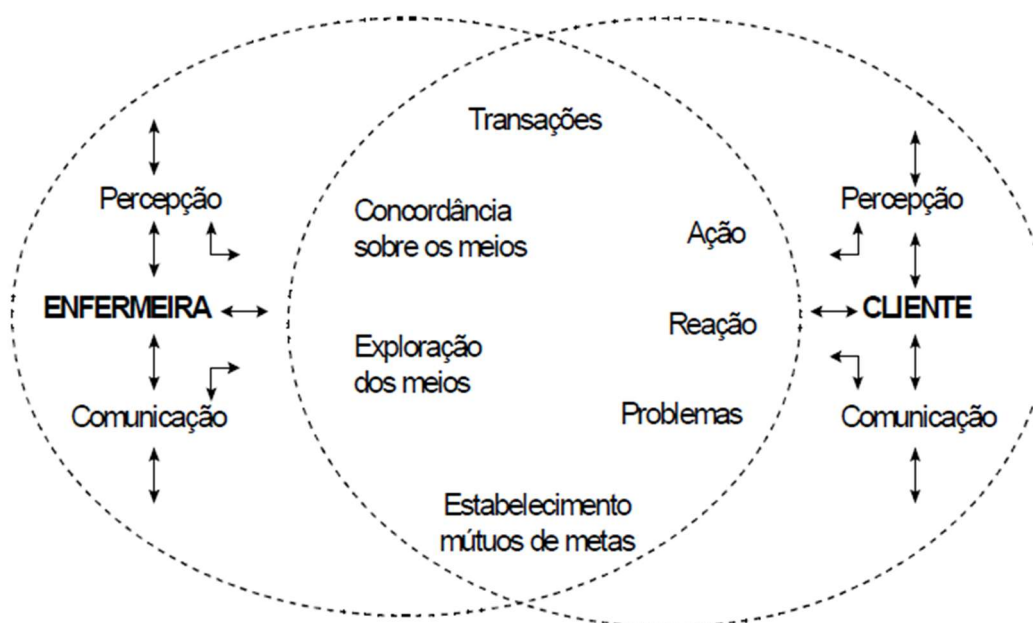 Transações
Percepção
Concordância
sobre os meios
Ação
Percepção
ENFERMEIRA
Reação
CLIENTE
Exploração
dos meios
Comunicação
Problemas
Comunicação
Estabelecimento
mútuos de metas